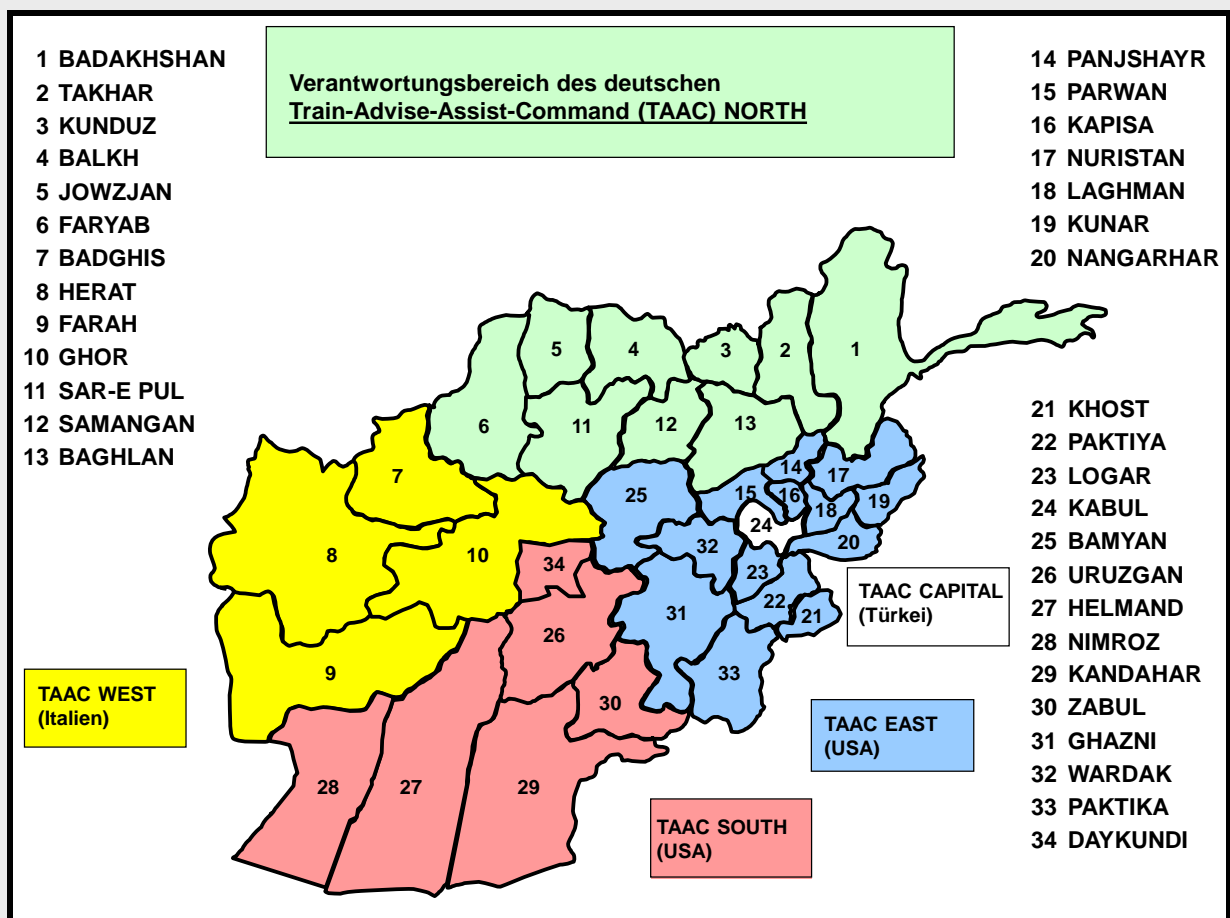 1 BADAKHSHAN
2 TAKHAR
3 KUNDUZ
4 BALKH
5 JOWZJAN
6 FARYAB
7 BADGHIS
8 HERAT
9 FARAH
10 GHOR
11 SAR-E PUL
12 SAMANGAN
13 BAGHLAN
Verantwortungsbereich des deutschen
Train-Advise-Assist-Command (TAAC) NORTH
14 PANJSHAYR
15 PARWAN
16 KAPISA
17 NURISTAN
18 LAGHMAN
19 KUNAR
20 NANGARHAR
21 KHOST
22 PAKTIYA
23 LOGAR
24 KABUL
25 BAMYAN
26 URUZGAN
27 HELMAND
28 NIMROZ
29 KANDAHAR
30 ZABUL
31 GHAZNI
32 WARDAK
33 PAKTIKA
34 DAYKUNDI
5
4
3
2
1
6
11
12
13
7
25
14
17
15
16
18
19
24
20
8
10
32
34
23
22
21
31
26
9
33
30
28
27
29
TAAC CAPITAL
(Türkei)
TAAC WEST
(Italien)
TAAC EAST
(USA)
TAAC SOUTH
(USA)